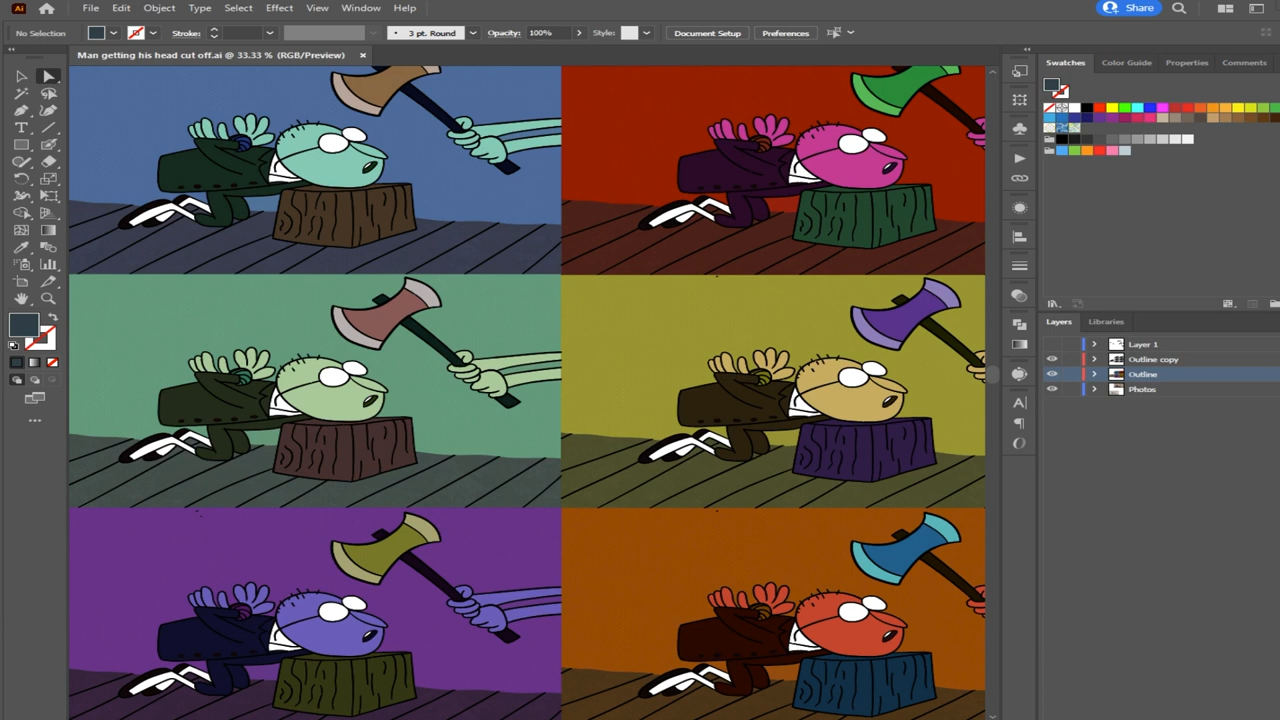 Ai File Edit Object Type Select Effect View Window Help Share
No Selection Stroke: 3 pt. Round Opacity: 100% Style: Document Setup Preferences
Man getting his head cut off.ai @ 33.33 % (RGB/Preview) ×
Swatches Color Guide Properties Comments
Layers Libraries
Layer 1
Outline copy
Outline
Photos